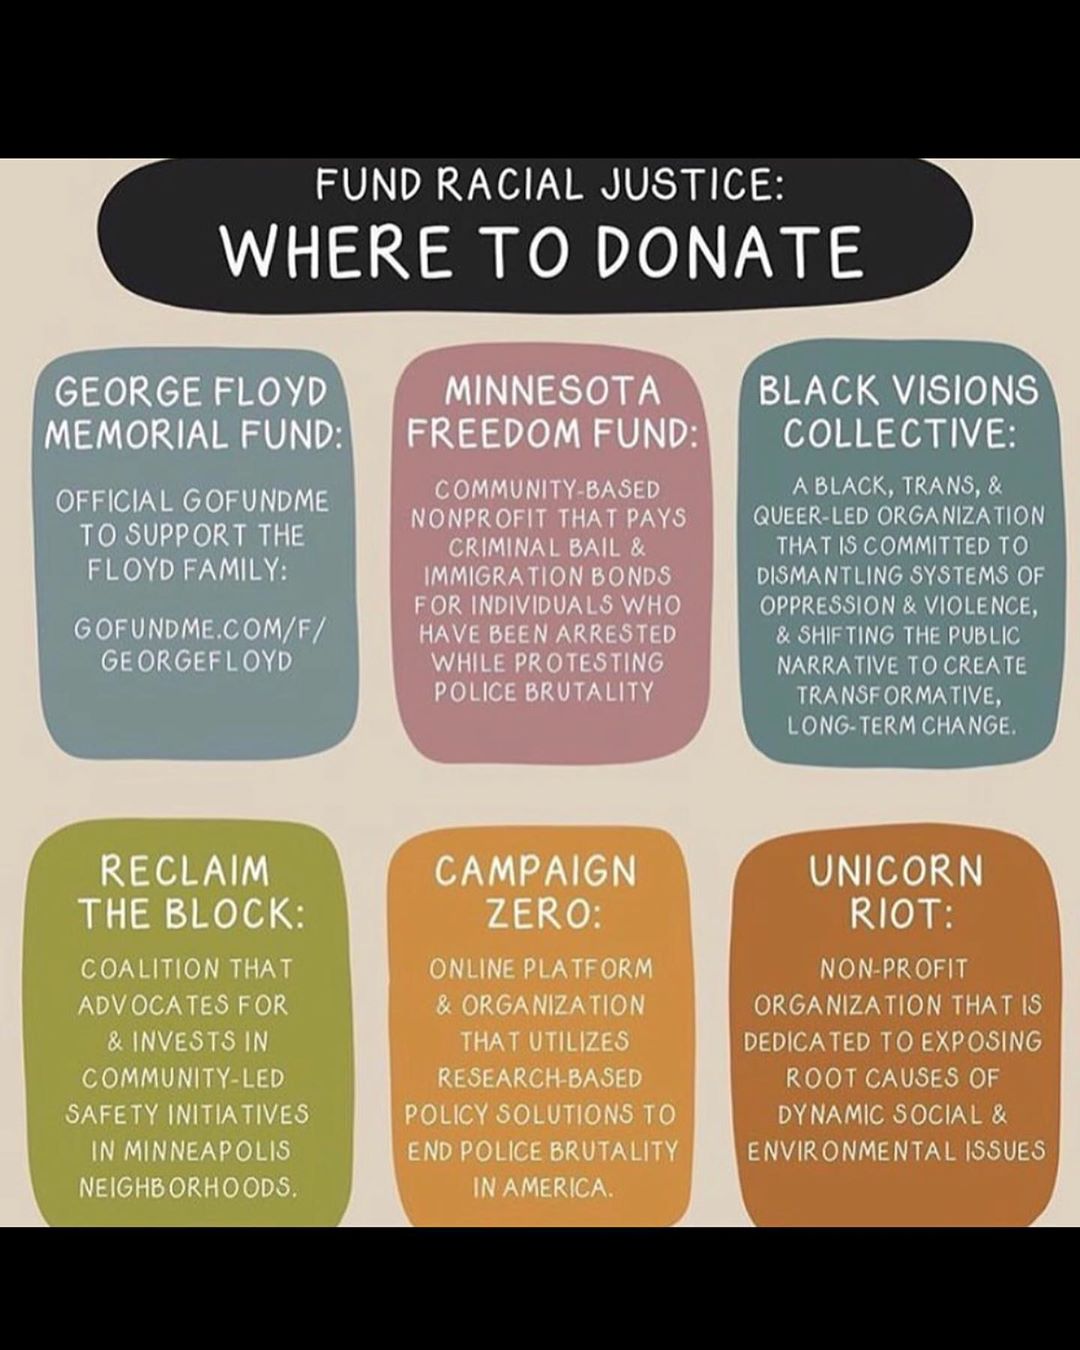 FUND RACIAL JUSTICE:
WHERE TO DONATE
GEORGE FLOYD
MEMORIAL FUND:
OFFICIAL GOFUNDME
TO SUPPORT THE
FLOYD FAMILY:
GOFUNDME.COM/F/
GEORGEFLOYD
MINNESOTA
FREEDOM FUND:
COMMUNITY-BASED
NONPROFIT THAT PAYS
CRIMINAL BAIL &
IMMIGRATION BONDS
FOR INDIVIDUALS WHO
HAVE BEEN ARRESTED
WHILE PROTESTING
POLICE BRUTALITY
BLACK VISIONS
COLLECTIVE:
A BLACK, TRANS, &
QUEER-LED ORGANIZATION
THAT IS COMMITTED TO
DISMANTLING SYSTEMS OF
OPPRESSION & VIOLENCE,
& SHIFTING THE PUBLIC
NARRATIVE TO CREATE
TRANSFORMATIVE,
LONG-TERM CHANGE.
RECLAIM
THE BLOCK:
COALITION THAT
ADVOCATES FOR
& INVESTS IN
COMMUNITY-LED
SAFETY INITIATIVES
IN MINNEAPOLIS
NEIGHBORHOODS.
CAMPAIGN
ZERO:
ONLINE PLATFORM
& ORGANIZATION
THAT UTILIZES
RESEARCH-BASED
POLICY SOLUTIONS TO
END POLICE BRUTALITY
IN AMERICA.
UNICORN
RIOT:
NON-PROFIT
ORGANIZATION THAT IS
DEDICATED TO EXPOSING
ROOT CAUSES OF
DYNAMIC SOCIAL &
ENVIRONMENTAL ISSUES